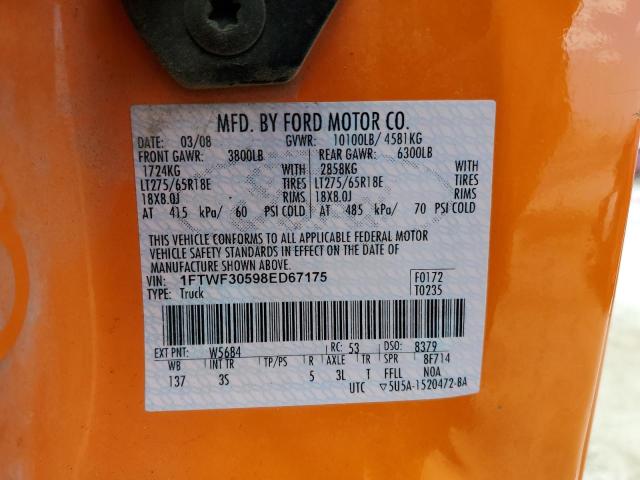 MFD. BY FORD MOTOR CO.
DATE: 03/08 GVWR: 10100LB/ 4581KG
FRONT GAWR: 3800LB REAR GAWR: 6300LB
1724KG WITH 2858KG WITH
LT275/65R18E TIRES LT275/65R18E TIRES
18X8.0J RIMS 18X8.0J RIMS
AT 415 kPa/ 60 PSI COLD AT 485 kPa/ 70 PSI COLD
THIS VEHICLE CONFORMS TO ALL APPLICABLE FEDERAL MOTOR
VEHICLE SAFETY STANDARDS IN EFFECT ON THE DATE OF
MANUFACTURE SHOWN ABOVE.
VIN: 1FTWF30598ED67175 F0172
TYPE: Truck T0235
EXT PNT: W5684 RC: 53 DSO: 8379
WB INT TR TP/PS R AXLE TR SPR 8F714
137 3S 5 3L T FFLL N0A
UTC ▽5U5A-1520472-BA